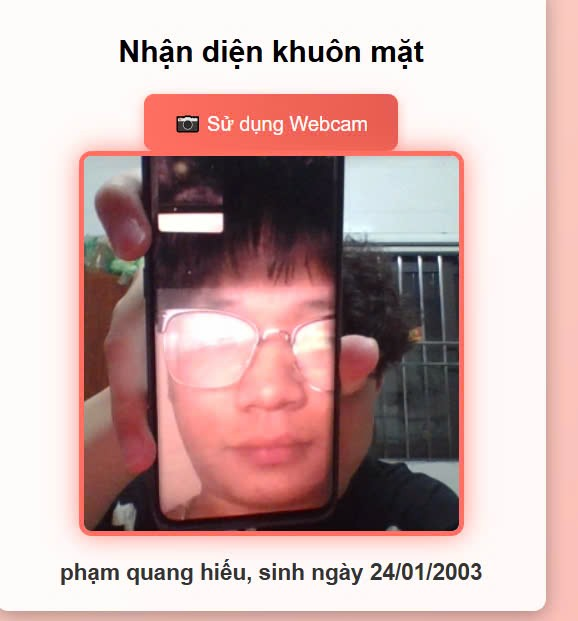 Nhận diện khuôn mặt
Sử dụng Webcam
phạm quang hiếu, sinh ngày 24/01/2003